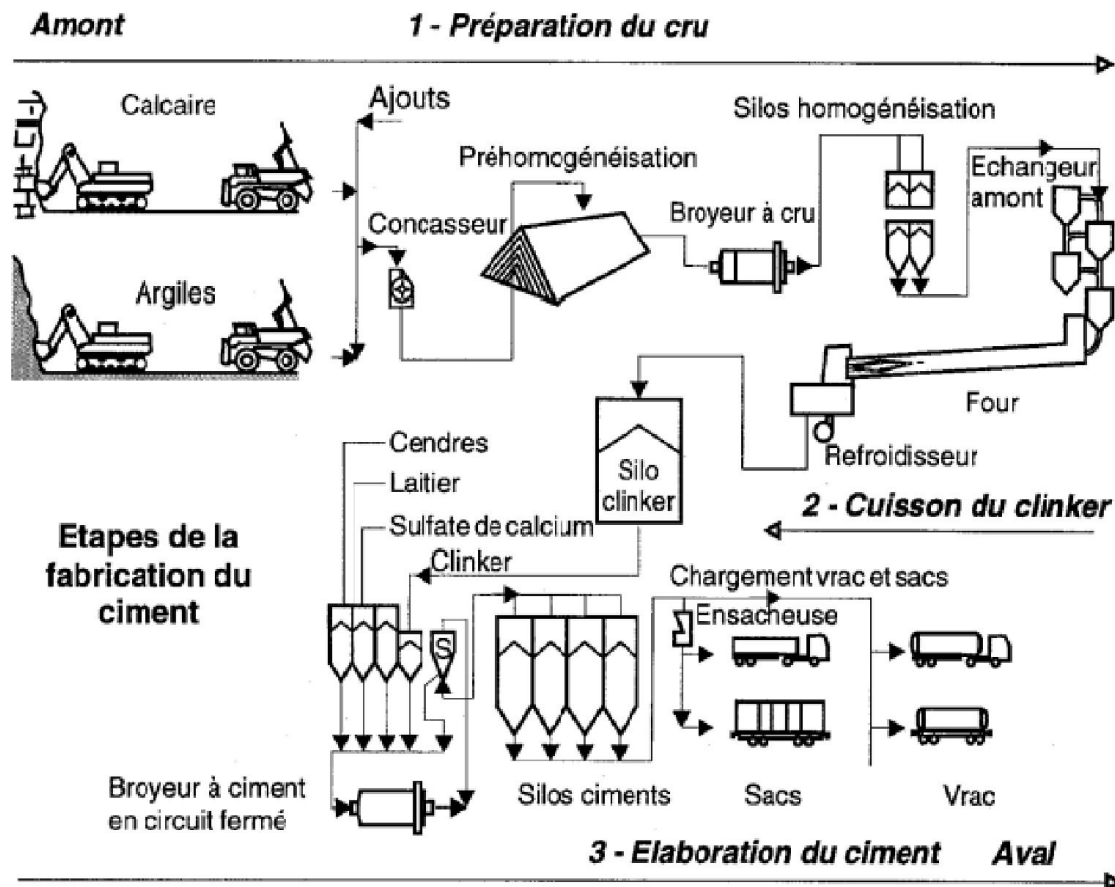 Amont
1 - Préparation du cru
Calcaire
Ajouts
Silos homogénéisation
Préhomogénéisation
Echangeur
amont
Concasseur
Broyeur à cru
Argiles
Four
Refroidisseur
Silo
clinker
2 - Cuisson du clinker
Cendres
Laitier
Sulfate de calcium
Clinker
Etapes de la
fabrication du
ciment
Chargement vrac et sacs
Ensacheuse
S
Broyeur à ciment
en circuit fermé
Silos ciments
Sacs
Vrac
3 - Elaboration du ciment
Aval